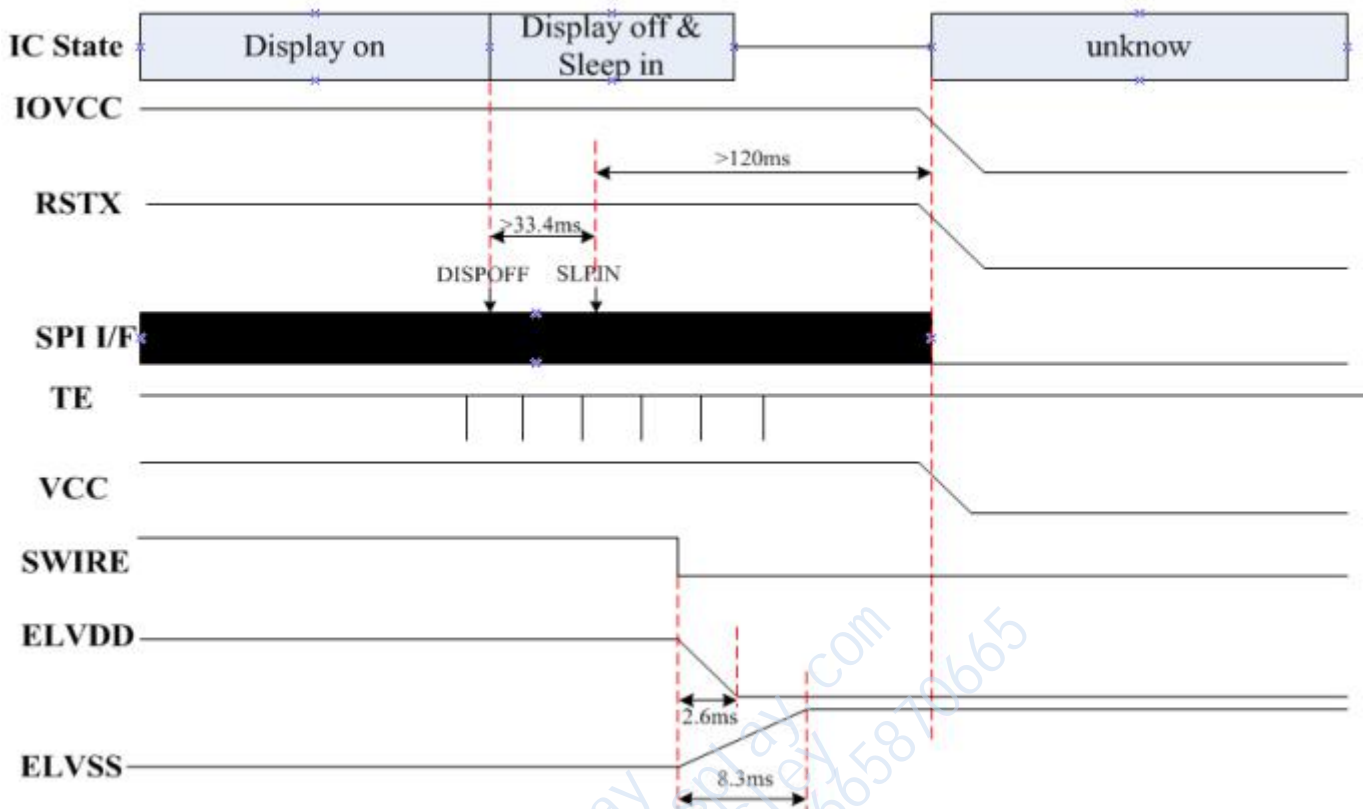 IC State
Display on
Display off &
Sleep in
unknow
IOVCC
>120ms
RSTX
>33.4ms
DISPOFF
SLPIN
SPI I/F
TE
VCC
SWIRE
ELVDD
2.6ms
ELVSS
8.3ms